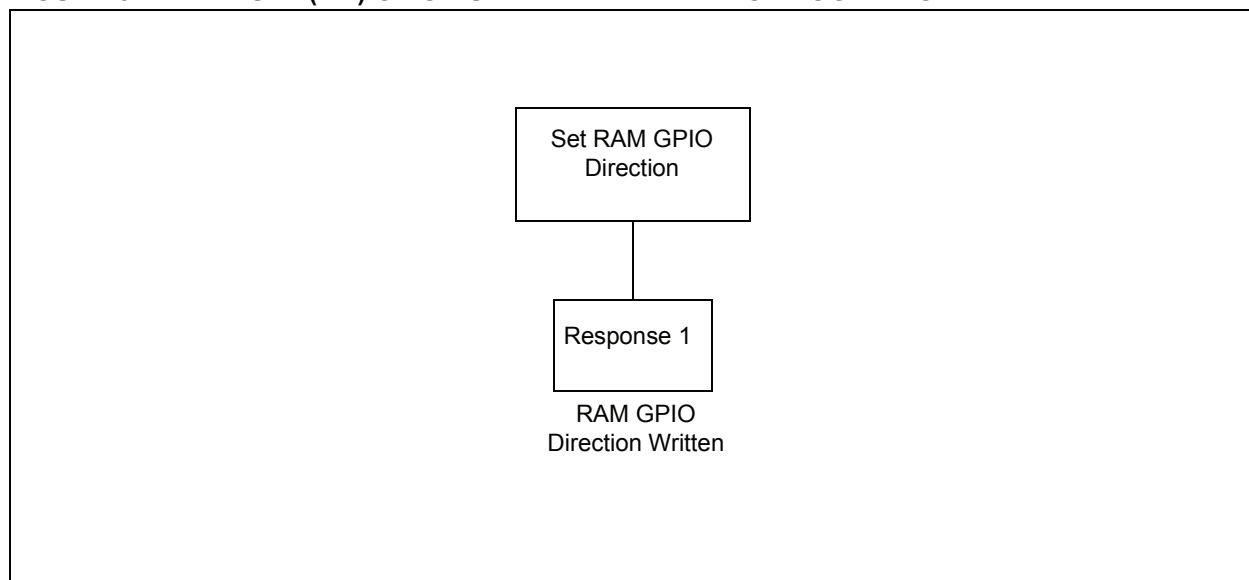 Set RAM GPIO
Direction
Response 1
RAM GPIO
Direction Written